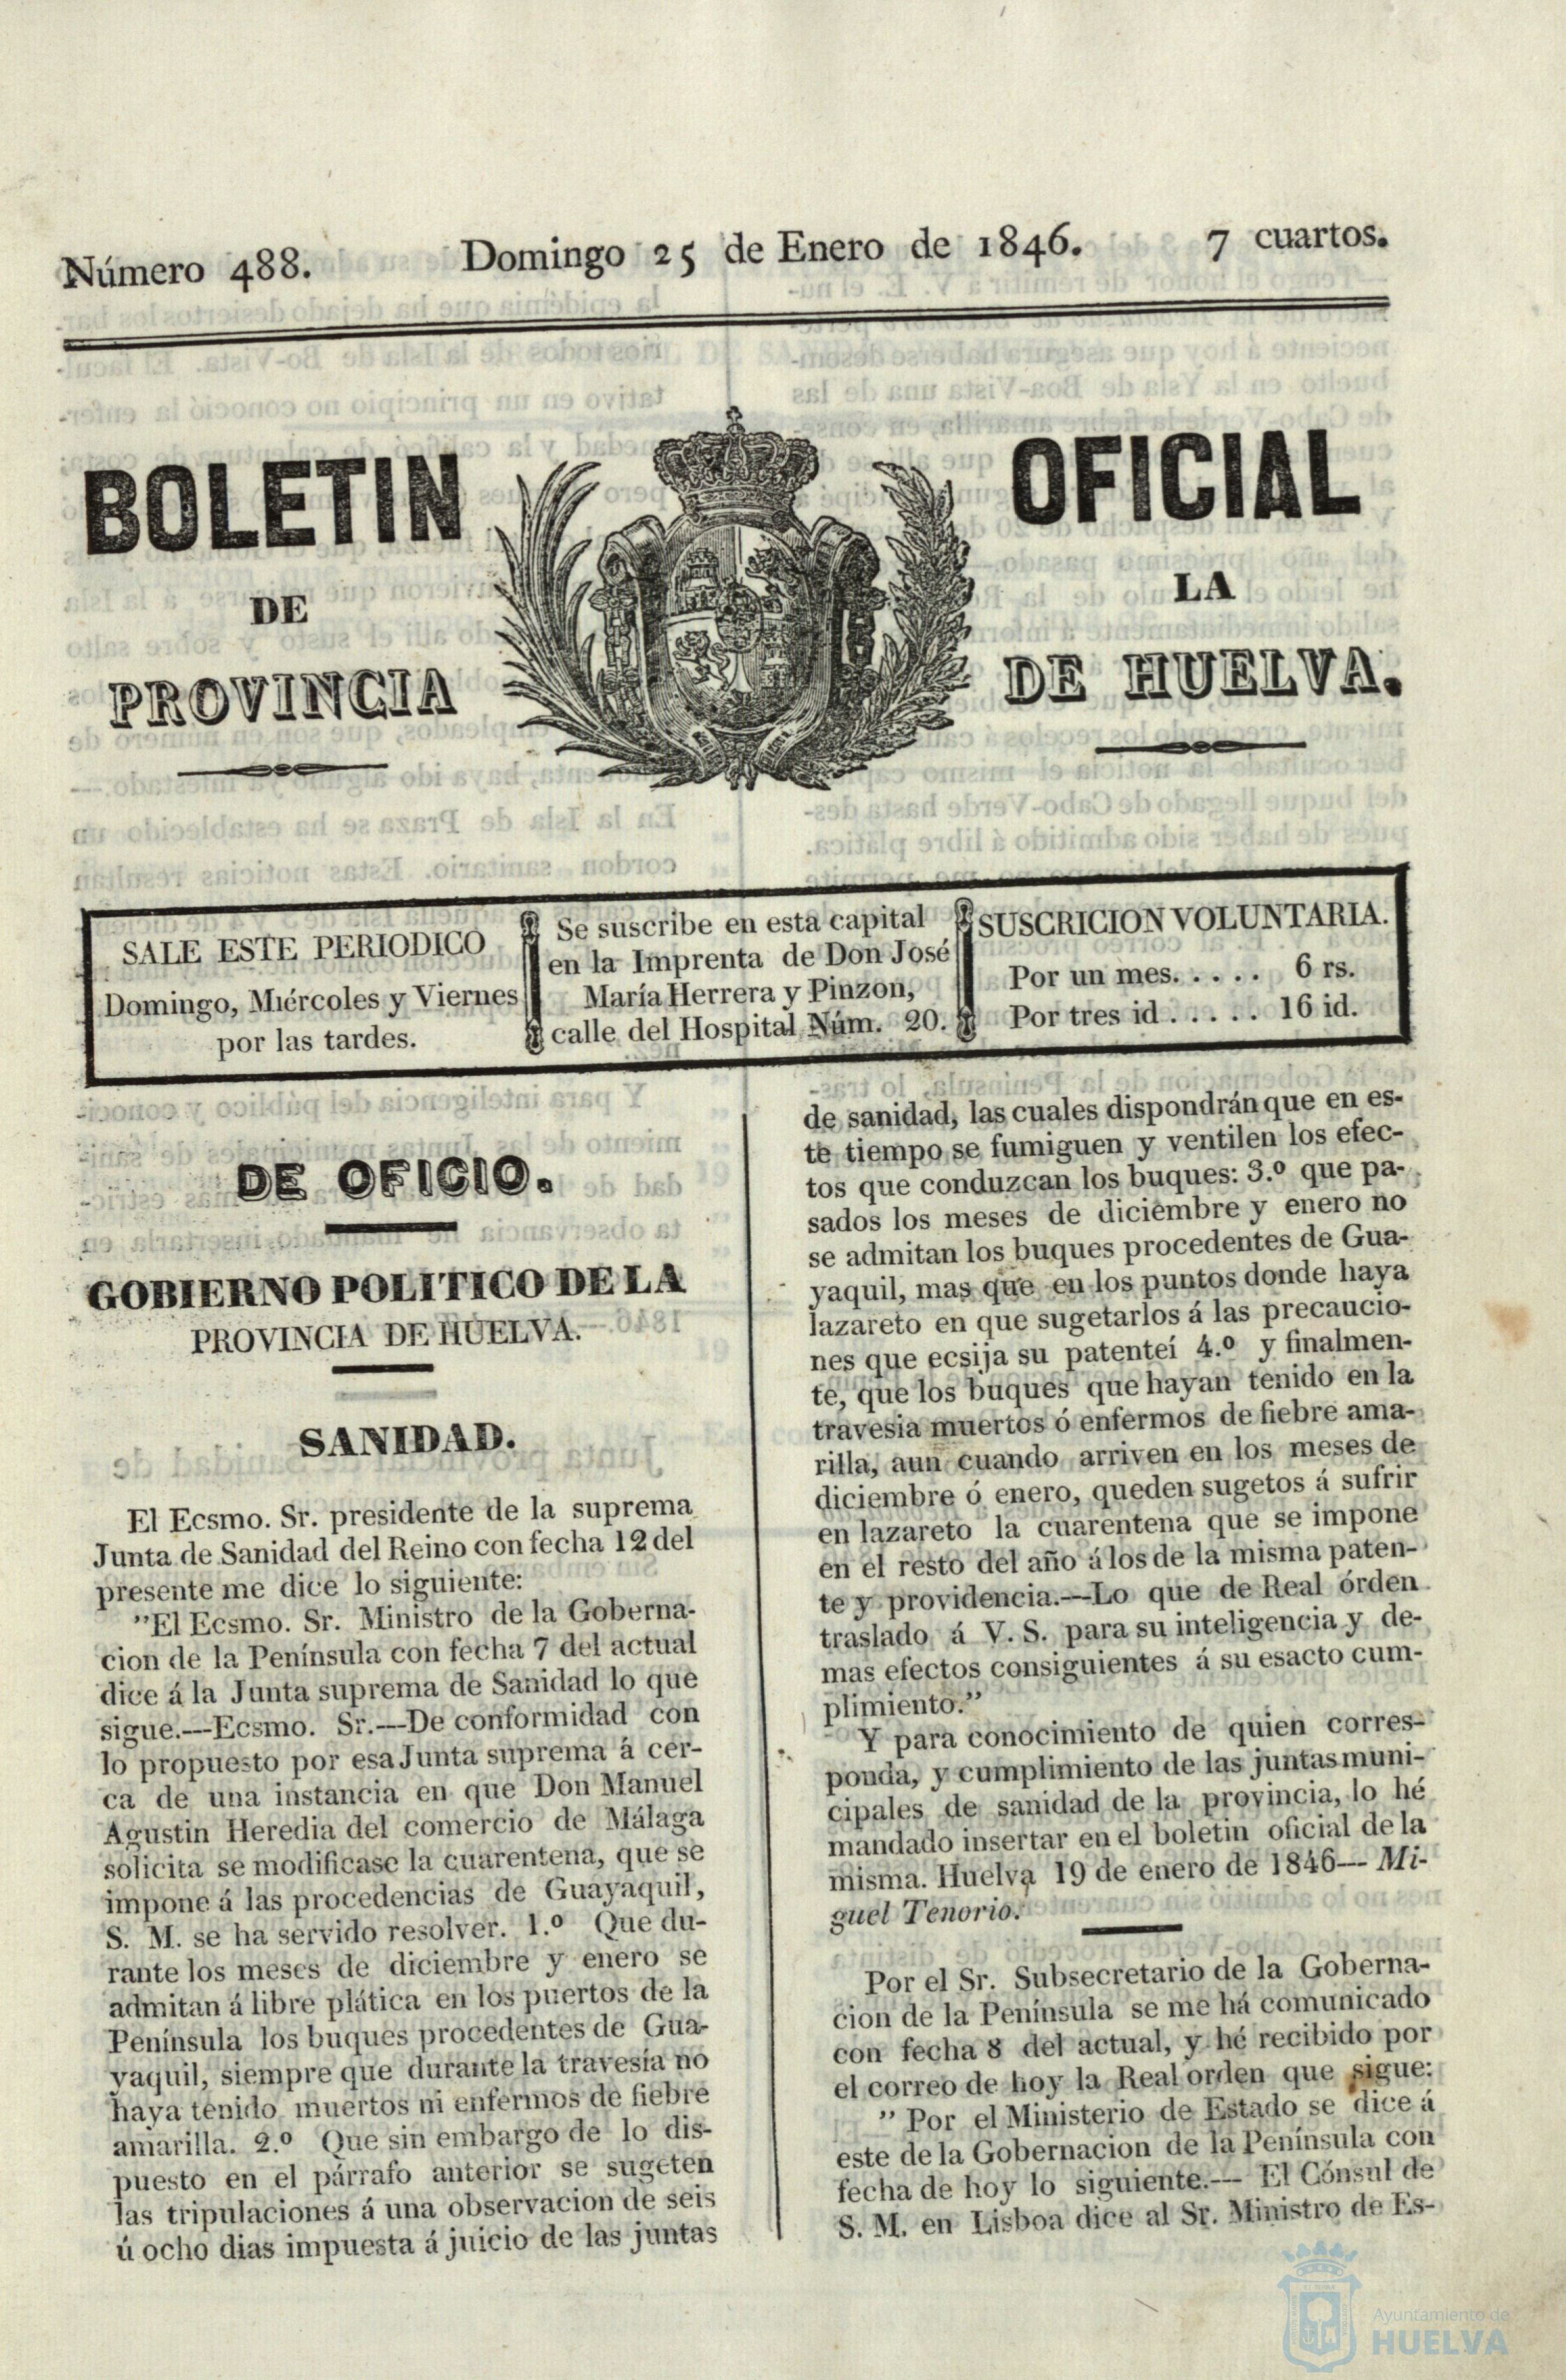 Número 488. Domingo 25 de Enero de 1846. 7 cuartos.
BOLETIN OFICIAL
DE LA
PROVINCIA DE HUELVA.
SALE ESTE PERIODICO
Domingo, Miércoles y Viernes
por las tardes.
Se suscribe en esta capital
en la Imprenta de Don José
María Herrera y Pinzon,
calle del Hospital Núm. 20.
SUSCRICION VOLUNTARIA.
Por un mes. . . . . 6 rs.
Por tres id . . . . . 16 id.
DE OFICIO.
GOBIERNO POLITICO DE LA
PROVINCIA DE HUELVA.
SANIDAD.
El Ecsmo. Sr. presidente de la suprema
Junta de Sanidad del Reino con fecha 12 del
presente me dice lo siguiente:
"El Ecsmo. Sr. Ministro de la Goberna-
cion de la Península con fecha 7 del actual
dice á la Junta suprema de Sanidad lo que
sigue.---Ecsmo. Sr.---De conformidad con
lo propuesto por esa Junta suprema á cer-
ca de una instancia en que Don Manuel
Agustin Heredia del comercio de Málaga
solicita se modificase la cuarentena, que se
impone á las procedencias de Guayaquil,
S. M. se ha servido resolver. 1.º Que du-
rante los meses de diciembre y enero se
admitan á libre plática en los puertos de la
Península los buques procedentes de Gua-
yaquil, siempre que durante la travesía no
haya tenido muertos ni enfermos de fiebre
amarilla. 2.º Que sin embargo de lo dis-
puesto en el párrafo anterior se sugeten
las tripulaciones á una observacion de seis
ú ocho dias impuesta á juicio de las juntas
de sanidad, las cuales dispondrán que en es-
te tiempo se fumiguen y ventilen los efec-
tos que conduzcan los buques: 3.º que pa-
sados los meses de diciembre y enero no
se admitan los buques procedentes de Gua-
yaquil, mas que en los puntos donde haya
lazareto en que sugetarlos á las precaucio-
nes que ecsija su patenteí 4.º y finalmen-
te, que los buques que hayan tenido en la
travesia muertos ó enfermos de fiebre ama-
rilla, aun cuando arriven en los meses de
diciembre ó enero, queden sugetos á sufrir
en lazareto la cuarentena que se impone
en el resto del año á los de la misma paten-
te y providencia.---Lo que de Real órden
traslado á V. S. para su inteligencia y de-
mas efectos consiguientes á su esacto cum-
plimiento."
Y para conocimiento de quien corres-
ponda, y cumplimiento de las juntas muni-
cipales de sanidad de la provincia, lo hé
mandado insertar en el boletin oficial de la
misma. Huelva 19 de enero de 1846--- Mi-
guel Tenorio.
Por el Sr. Subsecretario de la Goberna-
cion de la Península se me há comunicado
con fecha 8 del actual, y hé recibido por
el correo de hoy la Real orden que sigue:
" Por el Ministerio de Estado se dice á
este de la Gobernacion de la Península con
fecha de hoy lo siguiente.--- El Cónsul de
S. M. en Lisboa dice al Sr. Ministro de Es-
Ayuntamiento de
HUELVA